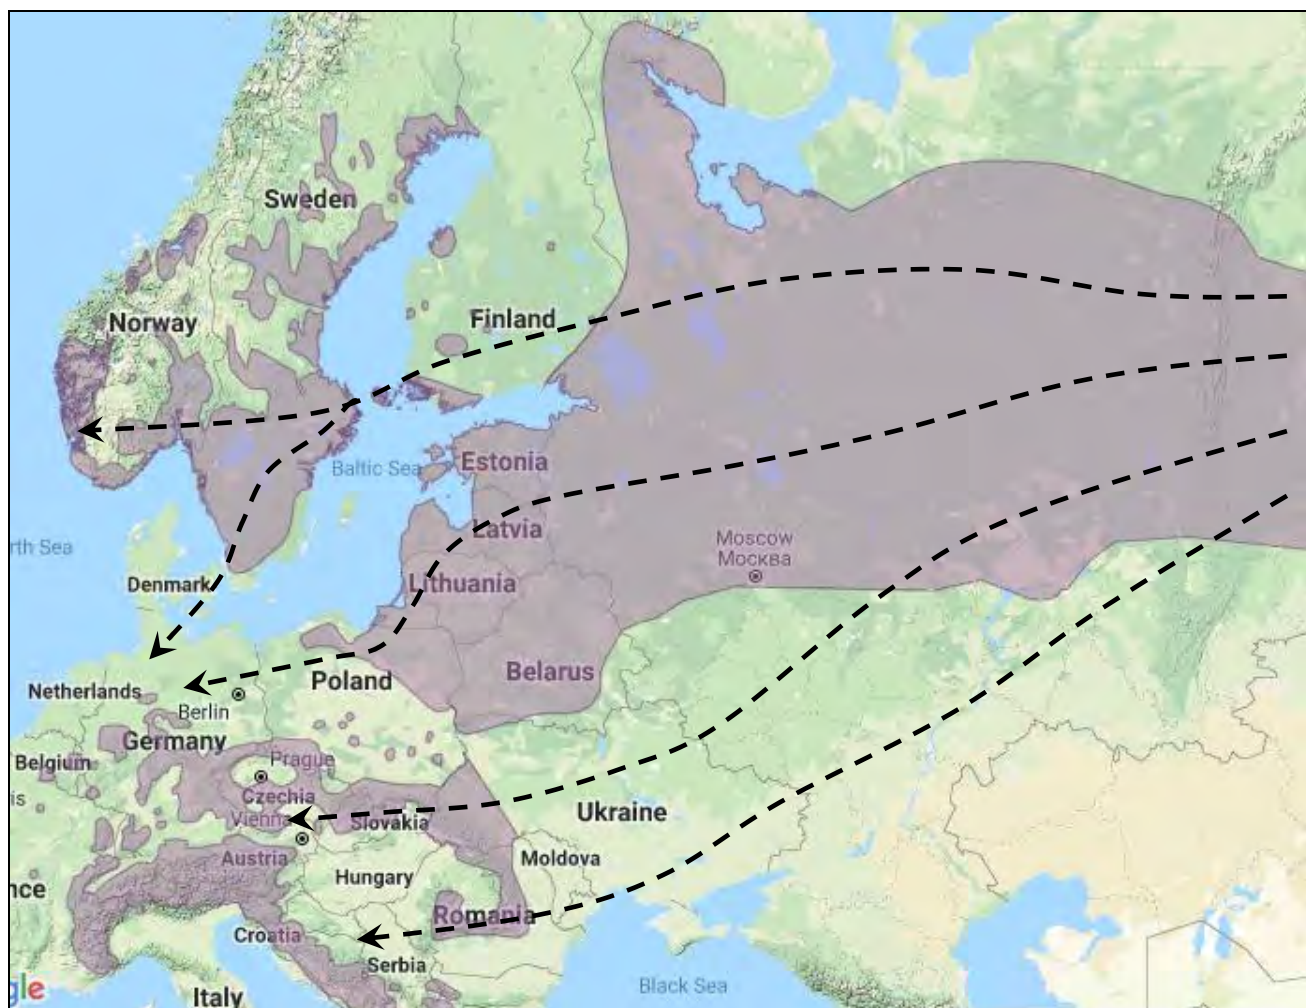 Sweden
Norway
Finland
Baltic Sea
Estonia
rth Sea
Latvia
Moscow
Москва
Denmark
Lithuania
Belarus
Poland
Netherlands
Berlin
Germany
Belgium
Prague
is
Czechia
Vienna
Slovakia
Ukraine
Austria
Moldova
Hungary
nce
Romania
Croatia
Serbia
gle
Italy
Black Sea